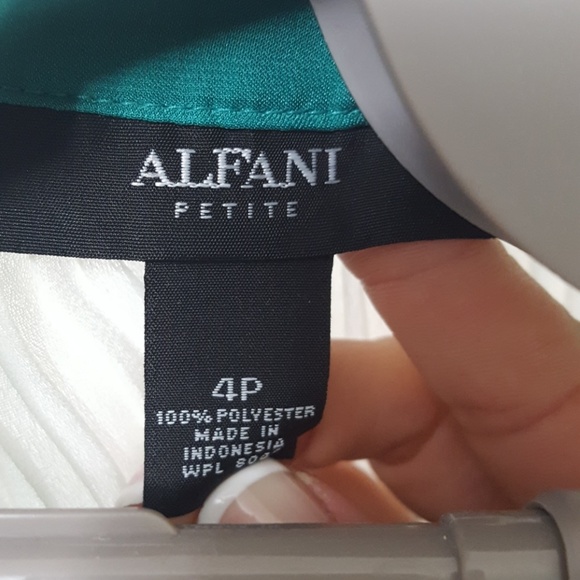 ALFANI
PETITE
4P
100% POLYESTER
MADE IN
INDONESIA
WPL